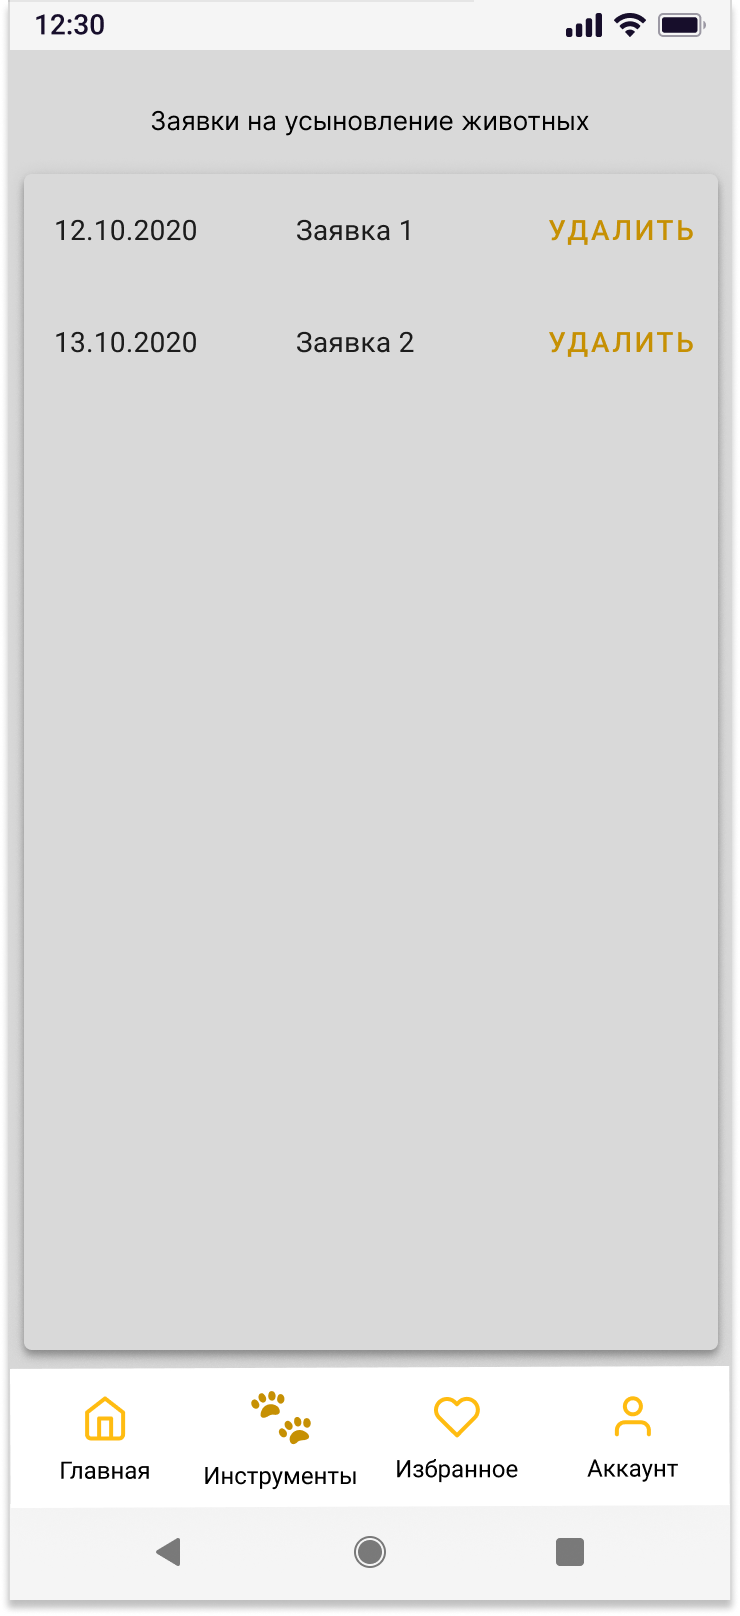 12:30
Заявки на усыновление животных
12.10.2020 Заявка 1 УДАЛИТЬ
13.10.2020 Заявка 2 УДАЛИТЬ
Главная Инструменты Избранное Аккаунт